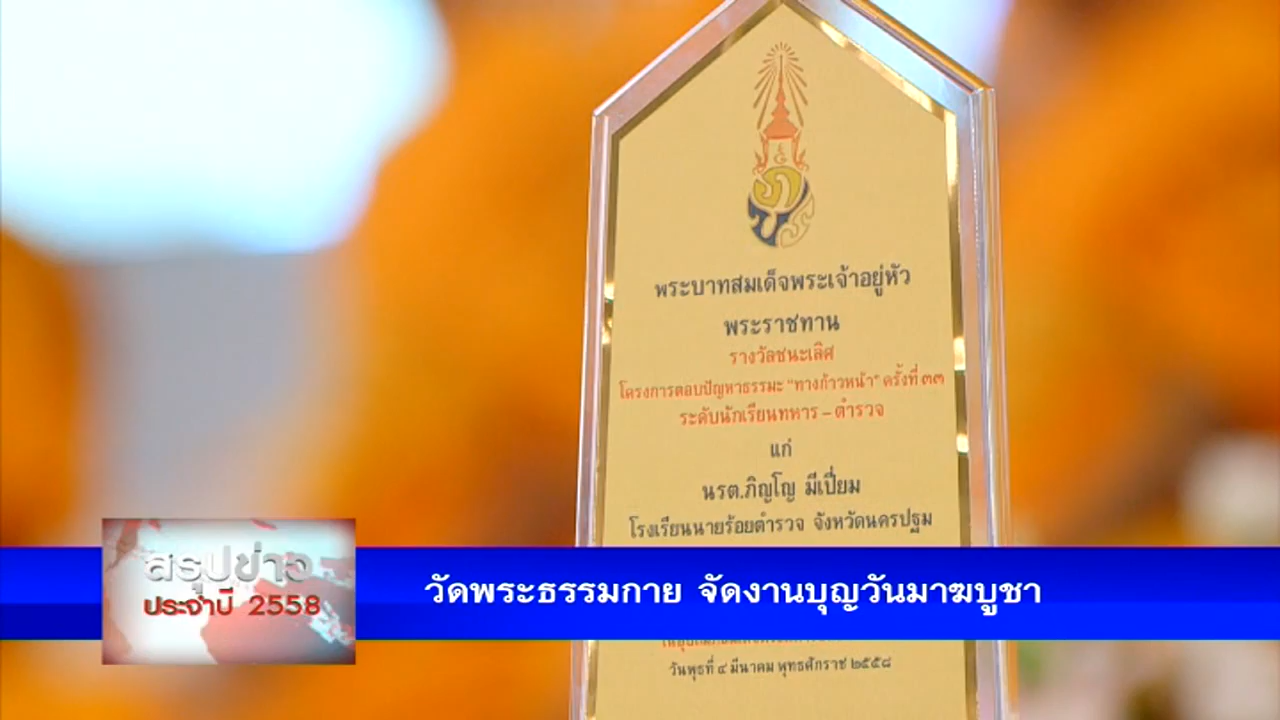 พระบาทสมเด็จพระเจ้าอยู่หัว
พระราชทาน
รางวัลชนะเลิศ
โครงการตอบปัญหาธรรมะ “ทางก้าวหน้า” ครั้งที่ ๓๓
ระดับนักเรียนทหาร – ตำรวจ
แก่
นรต.ภิญโญ มีเปี่ยม
โรงเรียนนายร้อยตำรวจ จังหวัดนครปฐม
สรุปข่าว
ประจำปี 2558
วัดพระธรรมกาย จัดงานบุญวันมาฆบูชา
วันพุธที่ ๔ มีนาคม พุทธศักราช ๒๕๕๘